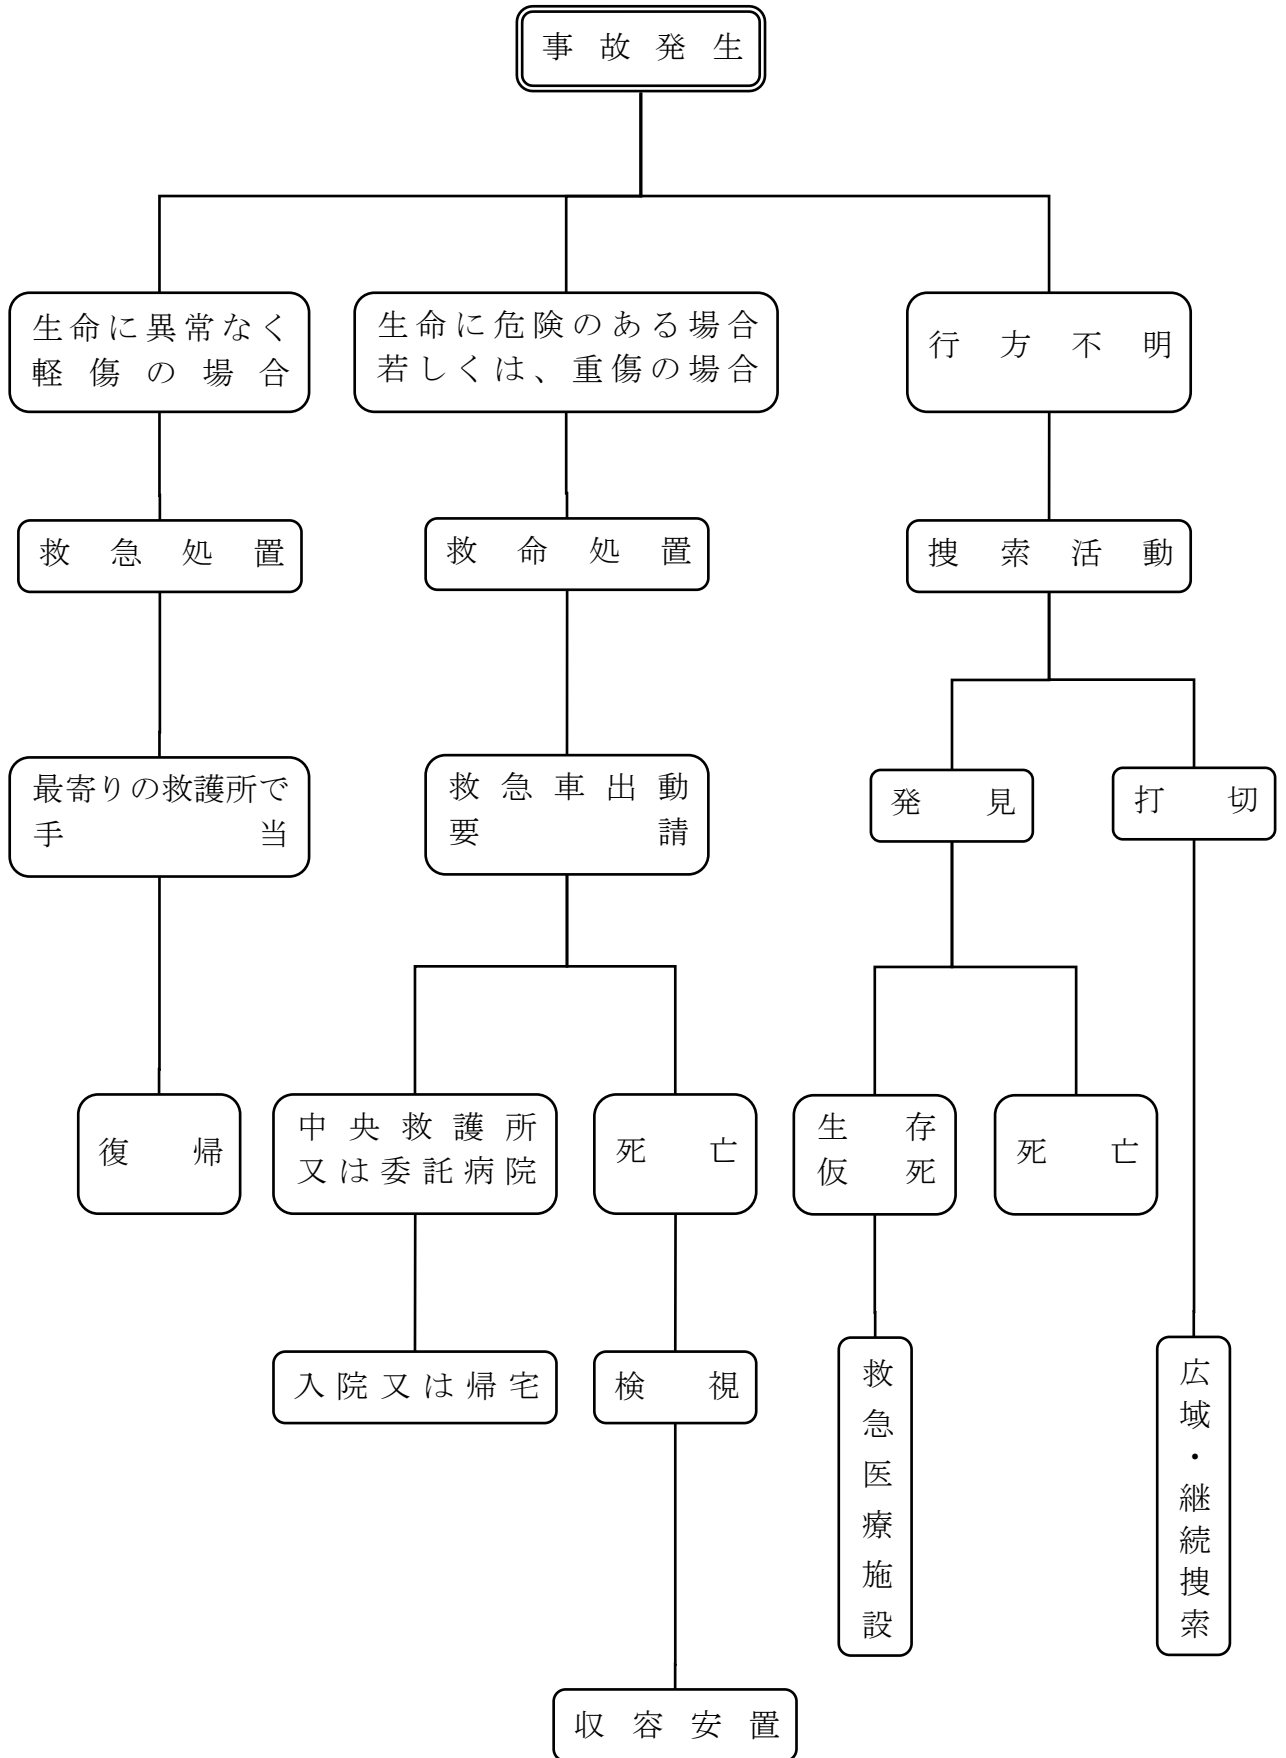 事故発生
生命に異常なく
軽傷の場合
生命に危険のある場合
若しくは、重傷の場合
行方不明
救急処置
救命処置
捜索活動
最寄りの救護所で
手当
救急車出動
要請
発見
打切
復帰
中央救護所
又は委託病院
死亡
生存
仮死
死亡
入院又は帰宅
検視
救急医療施設
広域・継続捜索
収容安置